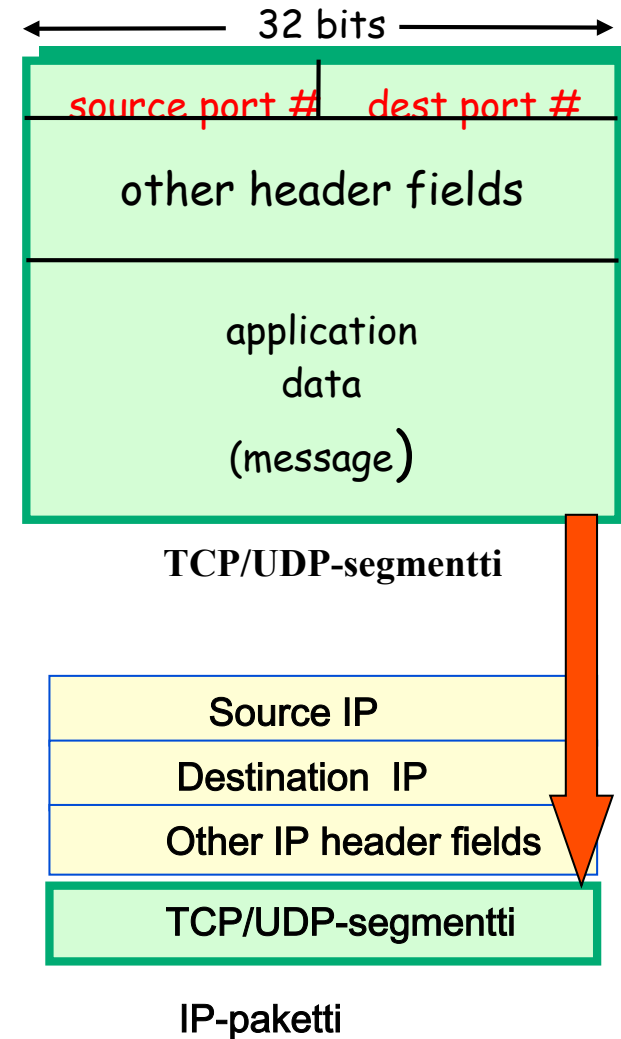 32 bits
source port # dest port #
other header fields
application
data
(message)
TCP/UDP-segmentti
Source IP
Destination IP
Other IP header fields
TCP/UDP-segmentti
IP-paketti